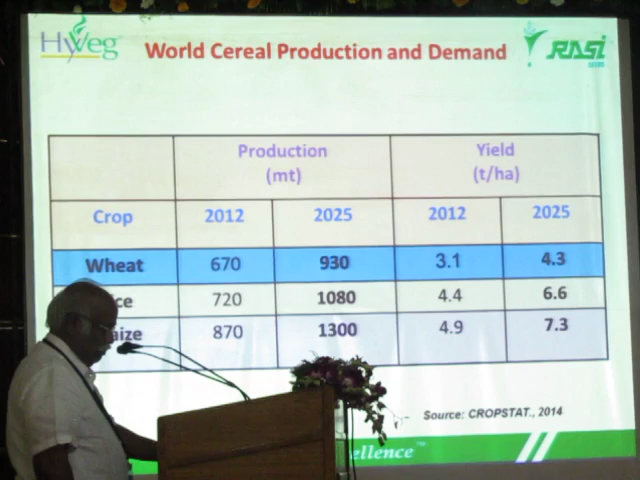 HyVeg
World Cereal Production and Demand
RASI
Production
(mt)
Yield
(t/ha)
Crop 2012 2025 2012 2025
Wheat 670 930 3.1 4.3
ce 720 1080 4.4 6.6
aize 870 1300 4.9 7.3
Source: CROPSTAT., 2014
ellence ™